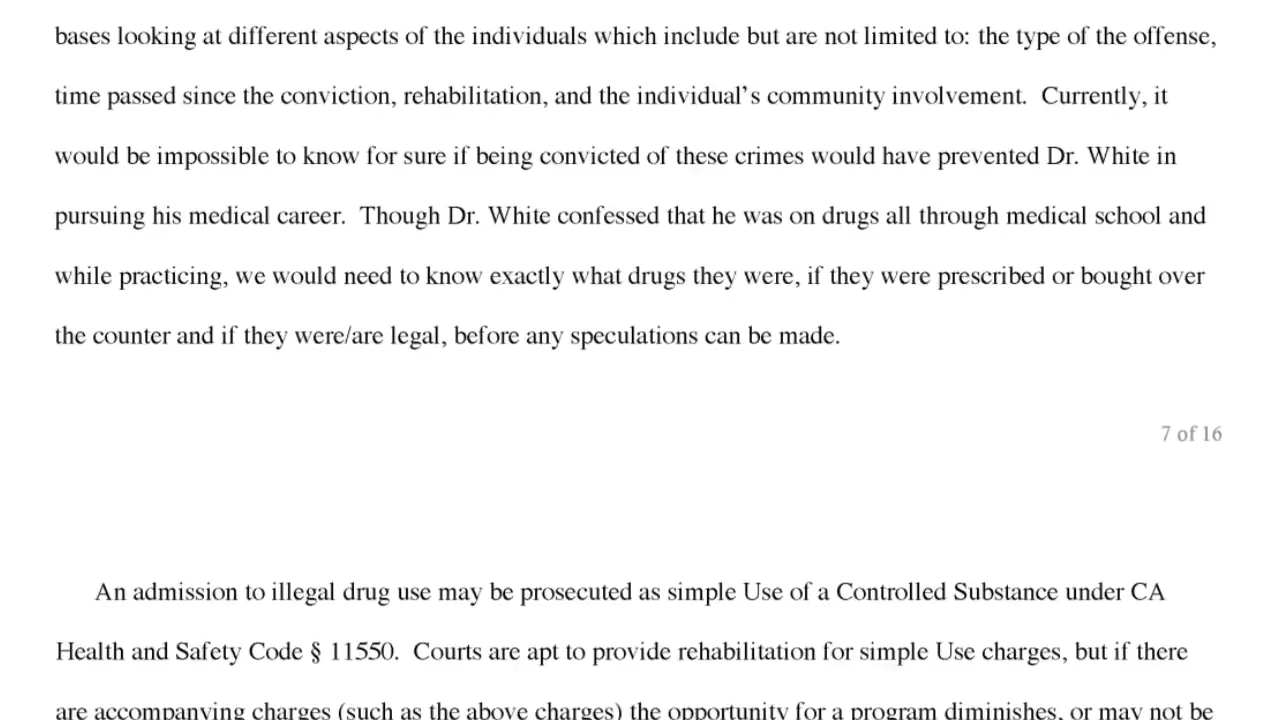 bases looking at different aspects of the individuals which include but are not limited to: the type of the offense,
time passed since the conviction, rehabilitation, and the individual’s community involvement.  Currently, it
would be impossible to know for sure if being convicted of these crimes would have prevented Dr. White in
pursuing his medical career.  Though Dr. White confessed that he was on drugs all through medical school and
while practicing, we would need to know exactly what drugs they were, if they were prescribed or bought over
the counter and if they were/are legal, before any speculations can be made.
7 of 16
An admission to illegal drug use may be prosecuted as simple Use of a Controlled Substance under CA
Health and Safety Code § 11550.  Courts are apt to provide rehabilitation for simple Use charges, but if there
are accompanying charges (such as the above charges) the opportunity for a program diminishes, or may not be